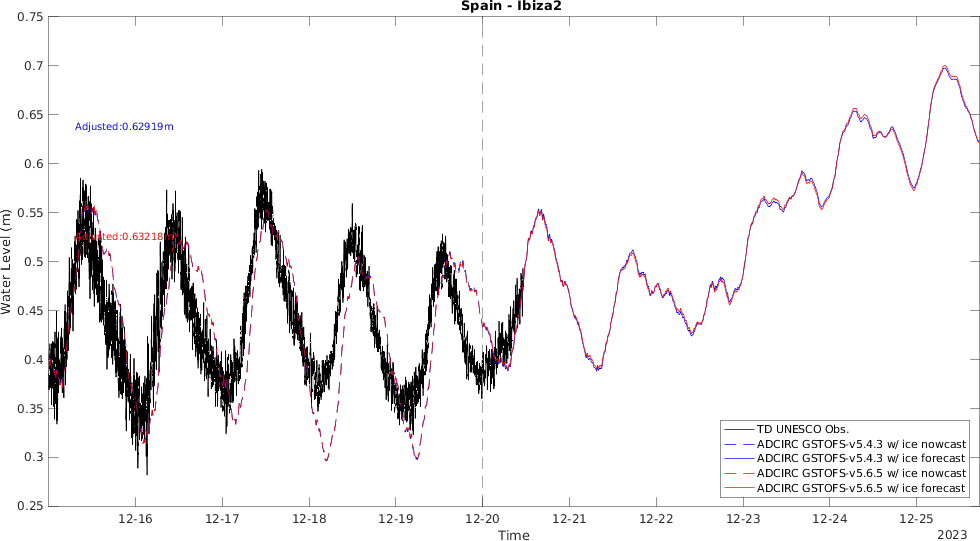 Spain - Ibiza2
0.75
0.7
0.65
0.6
0.55
0.5
0.45
0.4
0.35
0.3
0.25
Water Level (m)
Adjusted:0.62919m
Adjusted:0.63218m
TD UNESCO Obs.
ADCIRC GSTOFS-v5.4.3 w/ ice nowcast
ADCIRC GSTOFS-v5.4.3 w/ ice forecast
ADCIRC GSTOFS-v5.6.5 w/ ice nowcast
ADCIRC GSTOFS-v5.6.5 w/ ice forecast
12-16
12-17
12-18
12-19
12-20
12-21
12-22
12-23
12-24
12-25
Time
2023